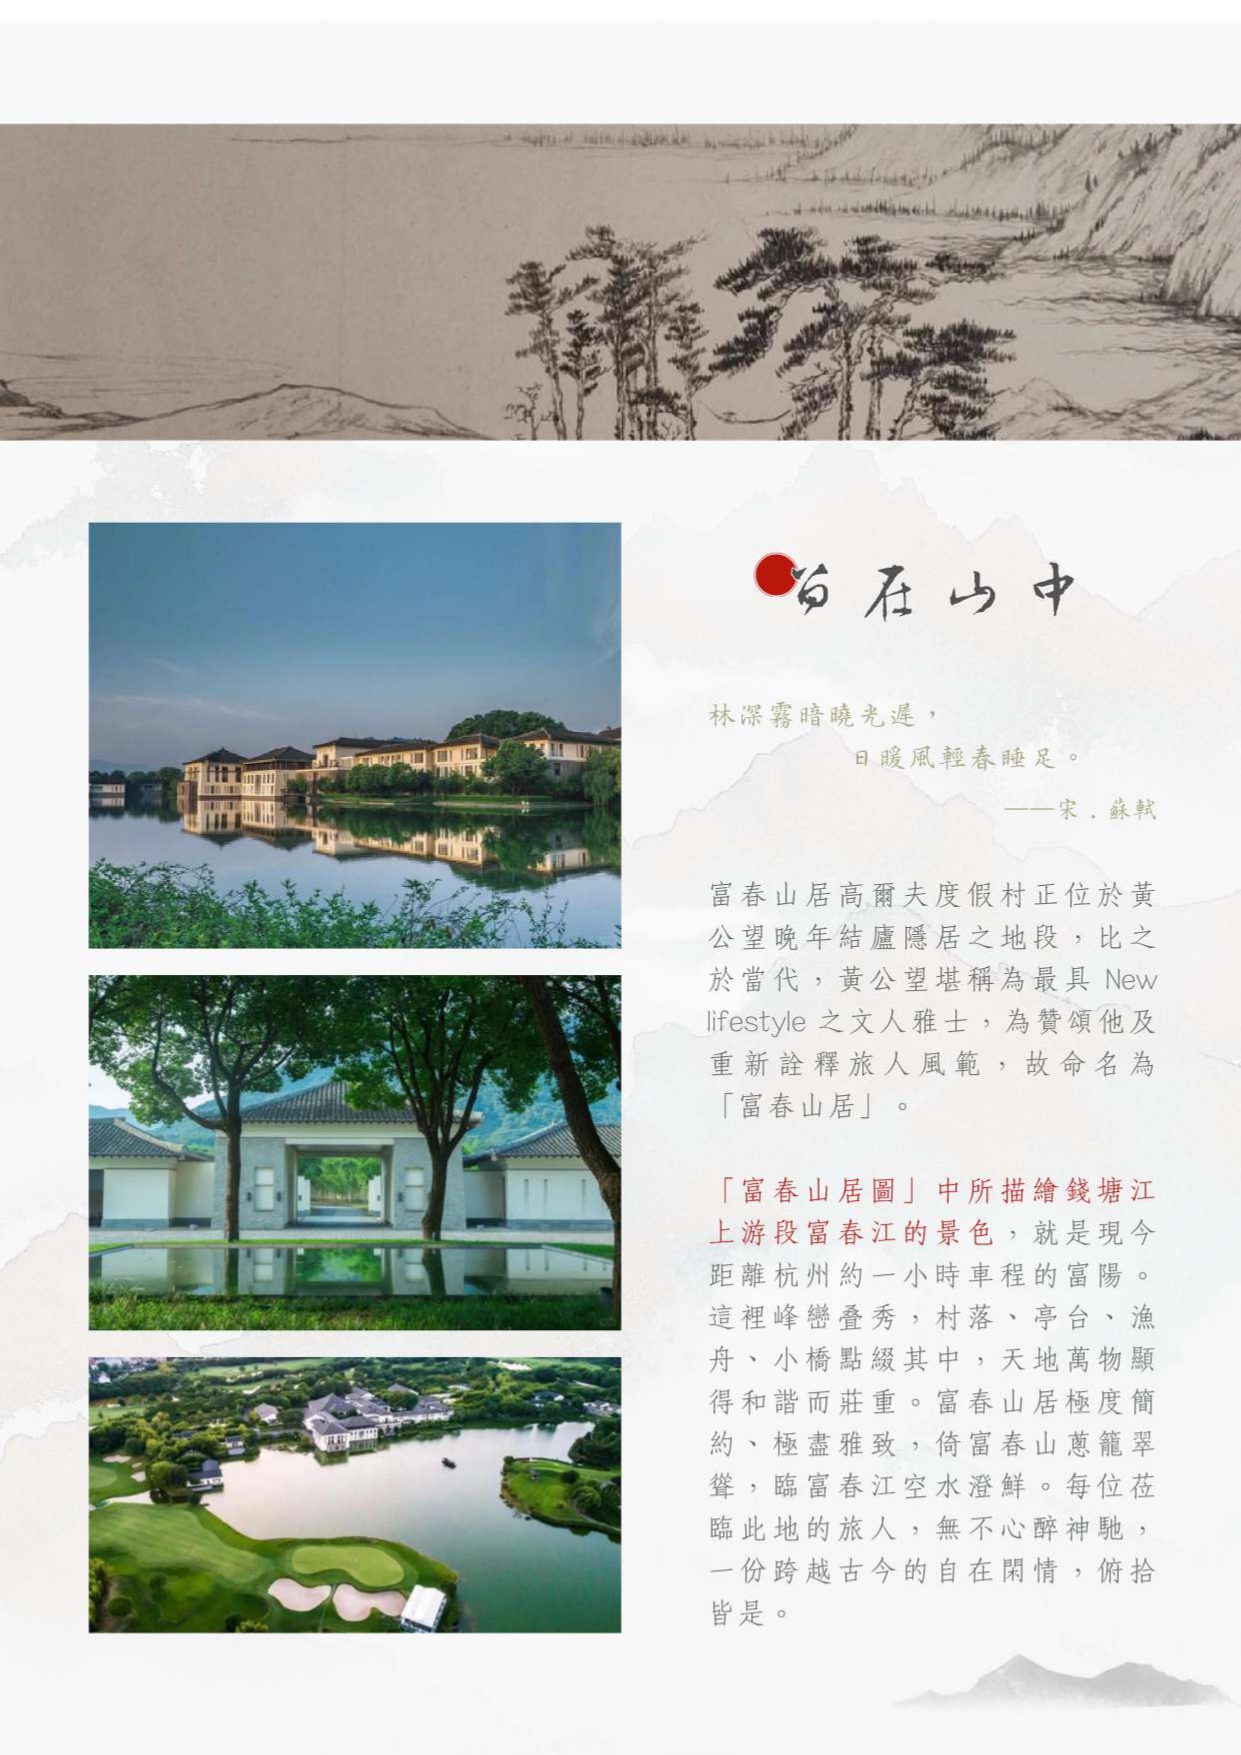 旨在山中
林深霧暗曉光遲，
日暖風輕春睡足。
——宋．蘇軾
富春山居高爾夫度假村正位於黃
公望晚年結廬隱居之地段，比之
於當代，黃公望堪稱為最具 New
lifestyle 之文人雅士，為贊頌他及
重新詮釋旅人風範，故命名為
「富春山居」。
「富春山居圖」中所描繪錢塘江
上游段富春江的景色，就是現今
距離杭州約一小時車程的富陽。
這裡峰巒叠秀，村落、亭台、漁
舟、小橋點綴其中，天地萬物顯
得和諧而莊重。富春山居極度簡
約、極盡雅致，倚富春山蔥籠翠
聳，臨富春江空水澄鮮。每位莅
臨此地的旅人，無不心醉神馳，
一份跨越古今的自在閑情，俯拾
皆是。